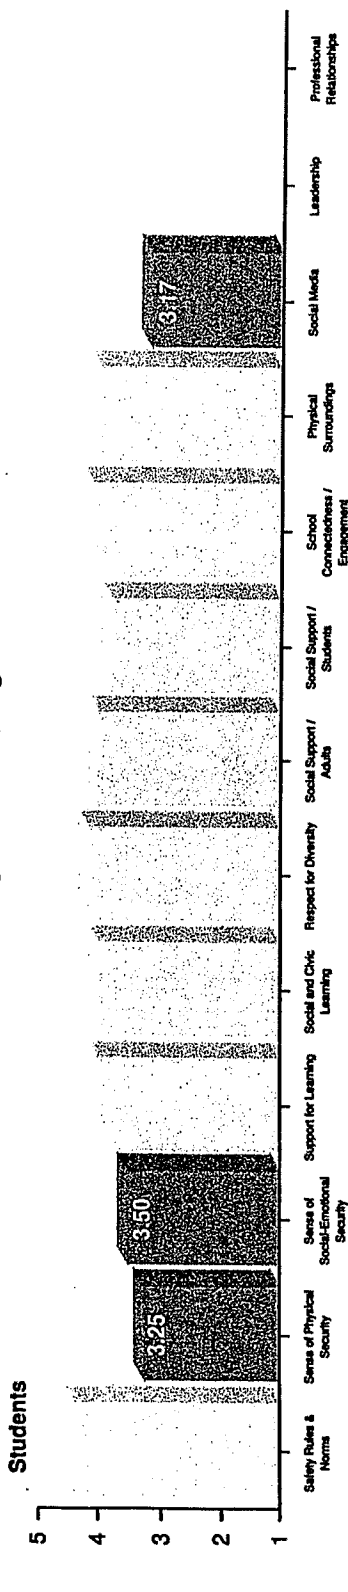 Students
5
4
3
2
1
3.25
3.50
3.17
Safety Rules &
Norms
Sense of Physical
Security
Sense of
Social-Emotional
Security
Support for Learning
Social and Civic
Learning
Respect for Diversity
Social Support /
Adults
Social Support /
Students
School
Connectedness /
Engagement
Physical
Surroundings
Social Media
Leadership
Professional
Relationships